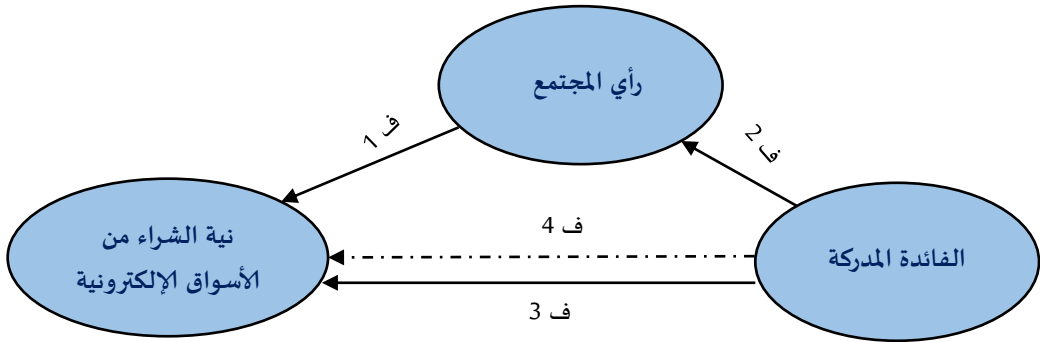 رأي المجتمع
ف 1
ف 2
نية الشراء من
الأسواق الإلكترونية
ف 4
الفائدة المدركة
ف 3